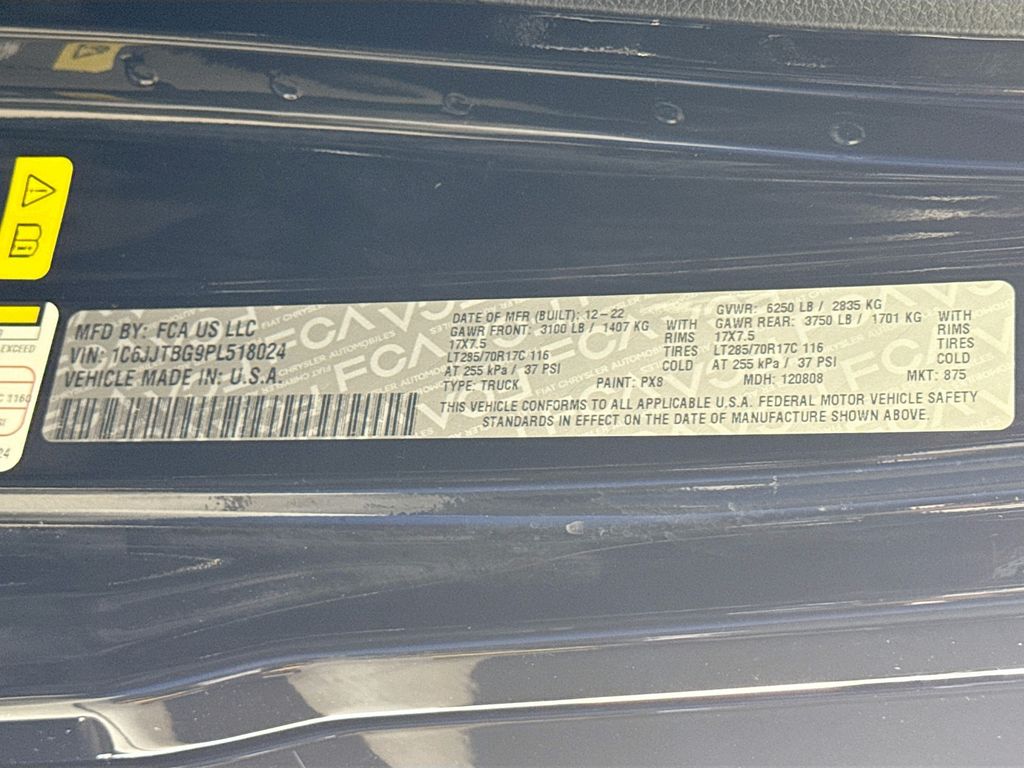 MFD BY: FCA US LLC
VIN: 1C6JJTBG9PL518024
VEHICLE MADE IN: U.S.A.
DATE OF MFR (BUILT): 12-22
GAWR FRONT: 3100 LB / 1407 KG WITH
17X7.5 RIMS
LT285/70R17C 116 TIRES
AT 255 kPa / 37 PSI COLD
TYPE: TRUCK PAINT: PX8
GVWR: 6250 LB / 2835 KG
GAWR REAR: 3750 LB / 1701 KG WITH
17X7.5 RIMS
LT285/70R17C 116 TIRES
AT 255 kPa / 37 PSI COLD
MDH: 120808 MKT: 875
THIS VEHICLE CONFORMS TO ALL APPLICABLE U.S.A. FEDERAL MOTOR VEHICLE SAFETY
STANDARDS IN EFFECT ON THE DATE OF MANUFACTURE SHOWN ABOVE.
EXCEED
C 116
24